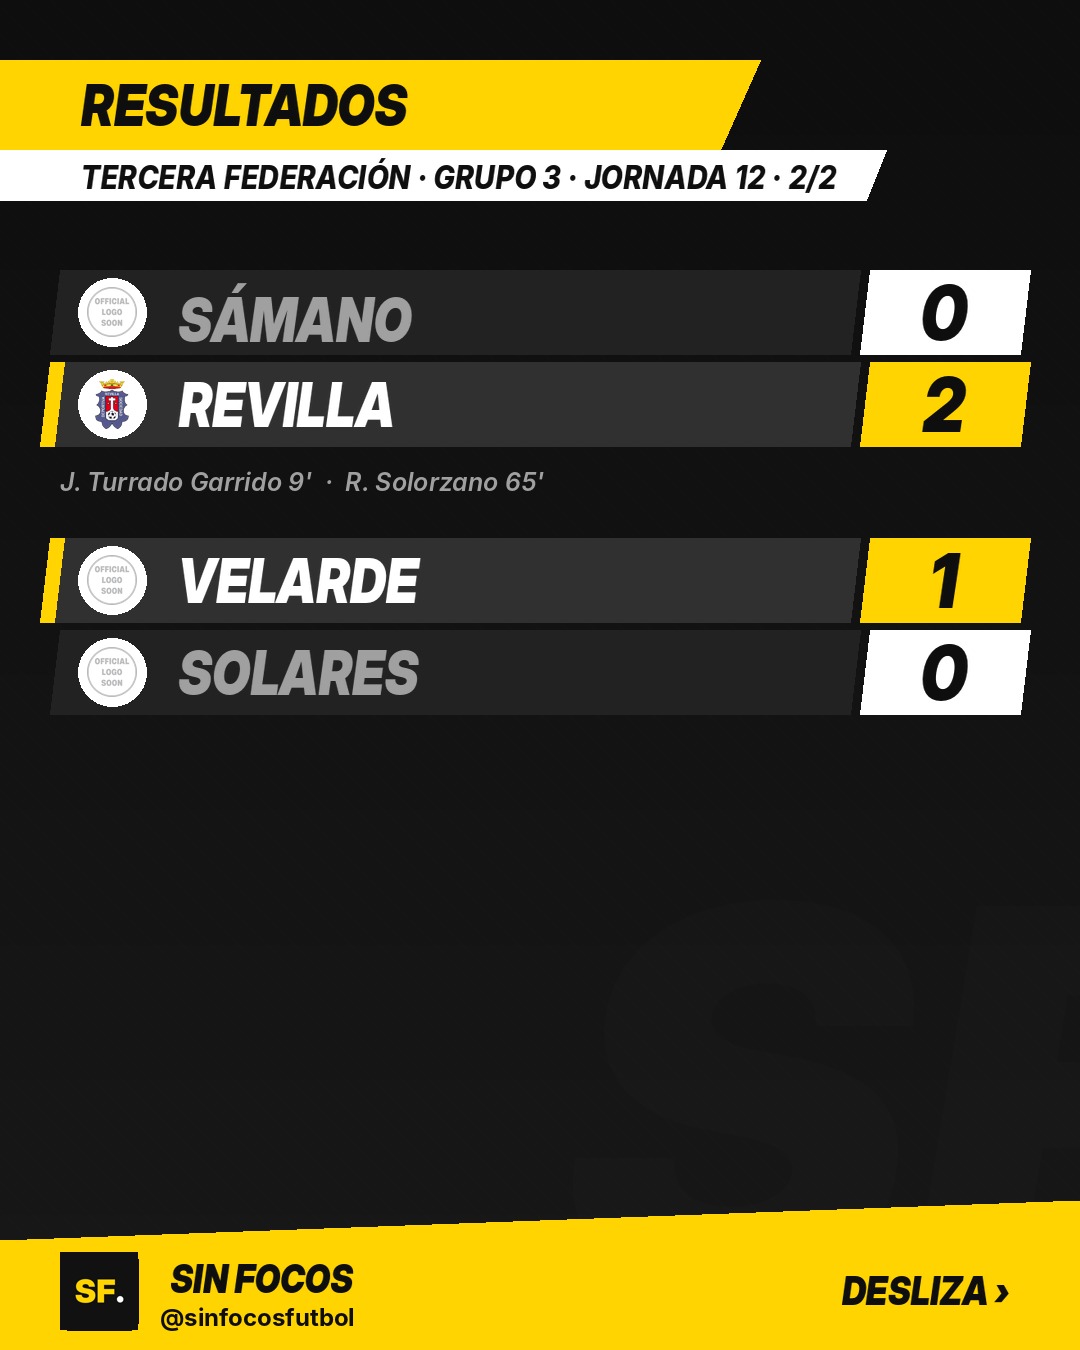 RESULTADOS
TERCERA FEDERACIÓN · GRUPO 3 · JORNADA 12 · 2/2
OFFICIAL
LOGO
SOON
SÁMANO
0
REVILLA
2
J. Turrado Garrido 9' · R. Solorzano 65'
OFFICIAL
LOGO
SOON
VELARDE
1
OFFICIAL
LOGO
SOON
SOLARES
0
SF
SF.
SIN FOCOS
@sinfocosfutbol
DESLIZA ›